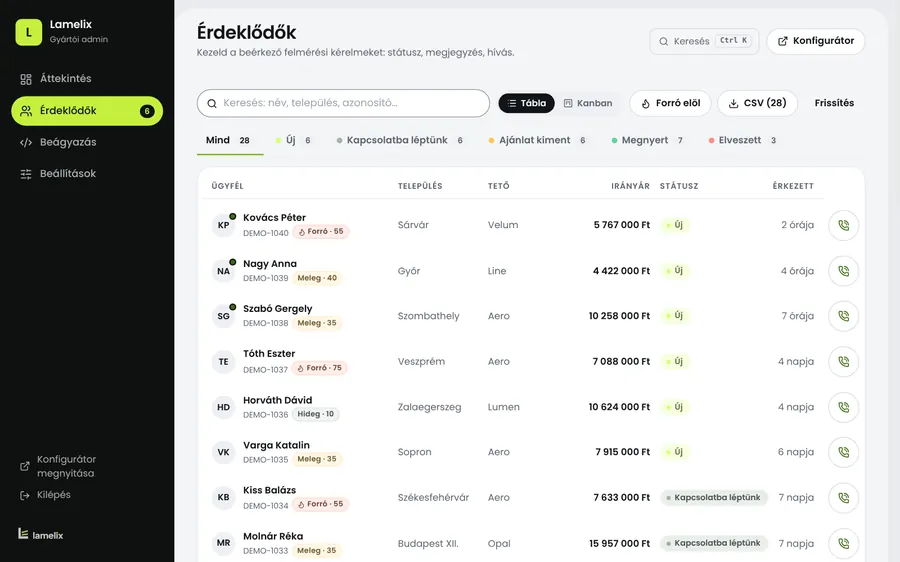 L
Lamelix
Gyártói admin
Áttekintés
Érdeklődők 6
Beágyazás
Beállítások
Konfigurátor
megnyitása
Kilépés
lamelix
Érdeklődők
Kezeld a beérkező felmérési kérelmeket: státusz, megjegyzés, hívás.
Keresés Ctrl K
Konfigurátor
Keresés: név, település, azonosító…
Tábla
Kanban
Forró elöl
CSV (28)
Frissítés
Mind 28
Új 6
Kapcsolatba léptünk 6
Ajánlat kiment 6
Megnyert 7
Elveszett 3
ÜGYFÉL TELEPÜLÉS TETŐ IRÁNYÁR STÁTUSZ ÉRKEZETT
KP Kovács Péter Sárvár Velum 5 767 000 Ft Új 2 órája
DEMO-1040 Forró · 55
NA Nagy Anna Győr Line 4 422 000 Ft Új 4 órája
DEMO-1039 Meleg · 40
SG Szabó Gergely Szombathely Aero 10 258 000 Ft Új 7 órája
DEMO-1038 Meleg · 35
TE Tóth Eszter Veszprém Aero 7 088 000 Ft Új 4 napja
DEMO-1037 Forró · 75
HD Horváth Dávid Zalaegerszeg Lumen 10 624 000 Ft Új 4 napja
DEMO-1036 Hideg · 10
VK Varga Katalin Sopron Aero 7 915 000 Ft Új 6 napja
DEMO-1035 Meleg · 35
KB Kiss Balázs Székesfehérvár Aero 7 633 000 Ft Kapcsolatba léptünk 7 napja
DEMO-1034 Forró · 55
MR Molnár Réka Budapest XII. Opal 15 957 000 Ft Kapcsolatba léptünk 7 napja
DEMO-1033 Meleg · 35